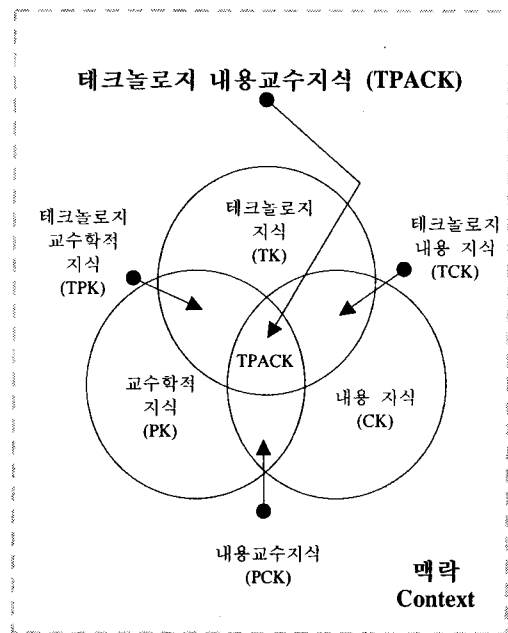 테크놀로지 내용교수지식 (TPACK)
테크놀로지
교수학적
지식
(TPK)
테크놀로지
지식
(TK)
테크놀로지
내용 지식
(TCK)
TPACK
교수학적
지식
(PK)
내용 지식
(CK)
내용교수지식
(PCK)
맥락
Context